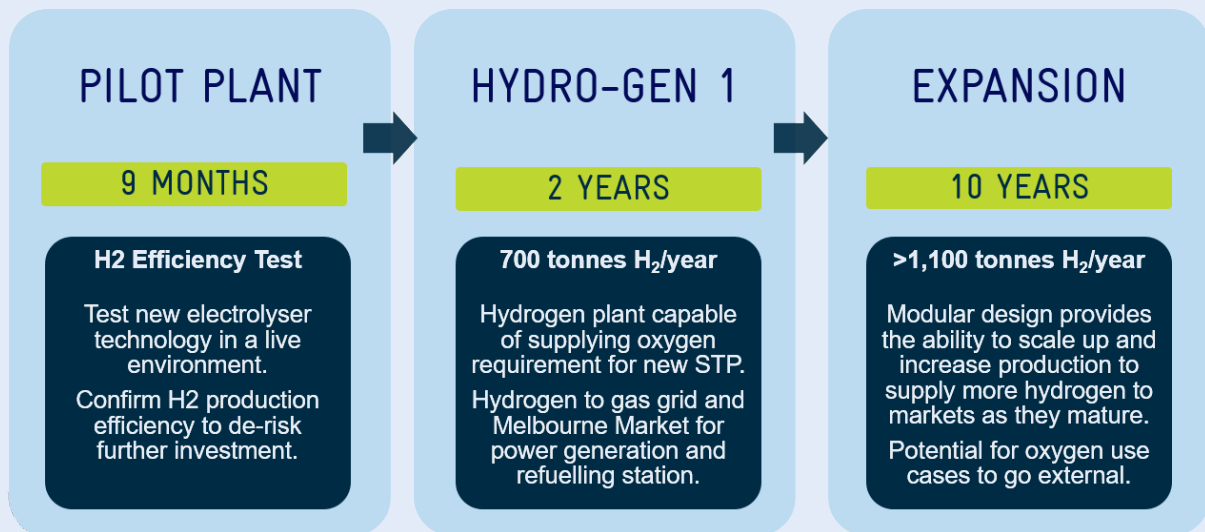 PILOT PLANT
9 MONTHS
H2 Efficiency Test
Test new electrolyser
technology in a live
environment.
Confirm H2 production
efficiency to de-risk
further investment.
HYDRO-GEN 1
2 YEARS
700 tonnes H₂/year
Hydrogen plant capable
of supplying oxygen
requirement for new STP.
Hydrogen to gas grid and
Melbourne Market for
power generation and
refuelling station.
EXPANSION
10 YEARS
>1,100 tonnes H₂/year
Modular design provides
the ability to scale up and
increase production to
supply more hydrogen to
markets as they mature.
Potential for oxygen use
cases to go external.